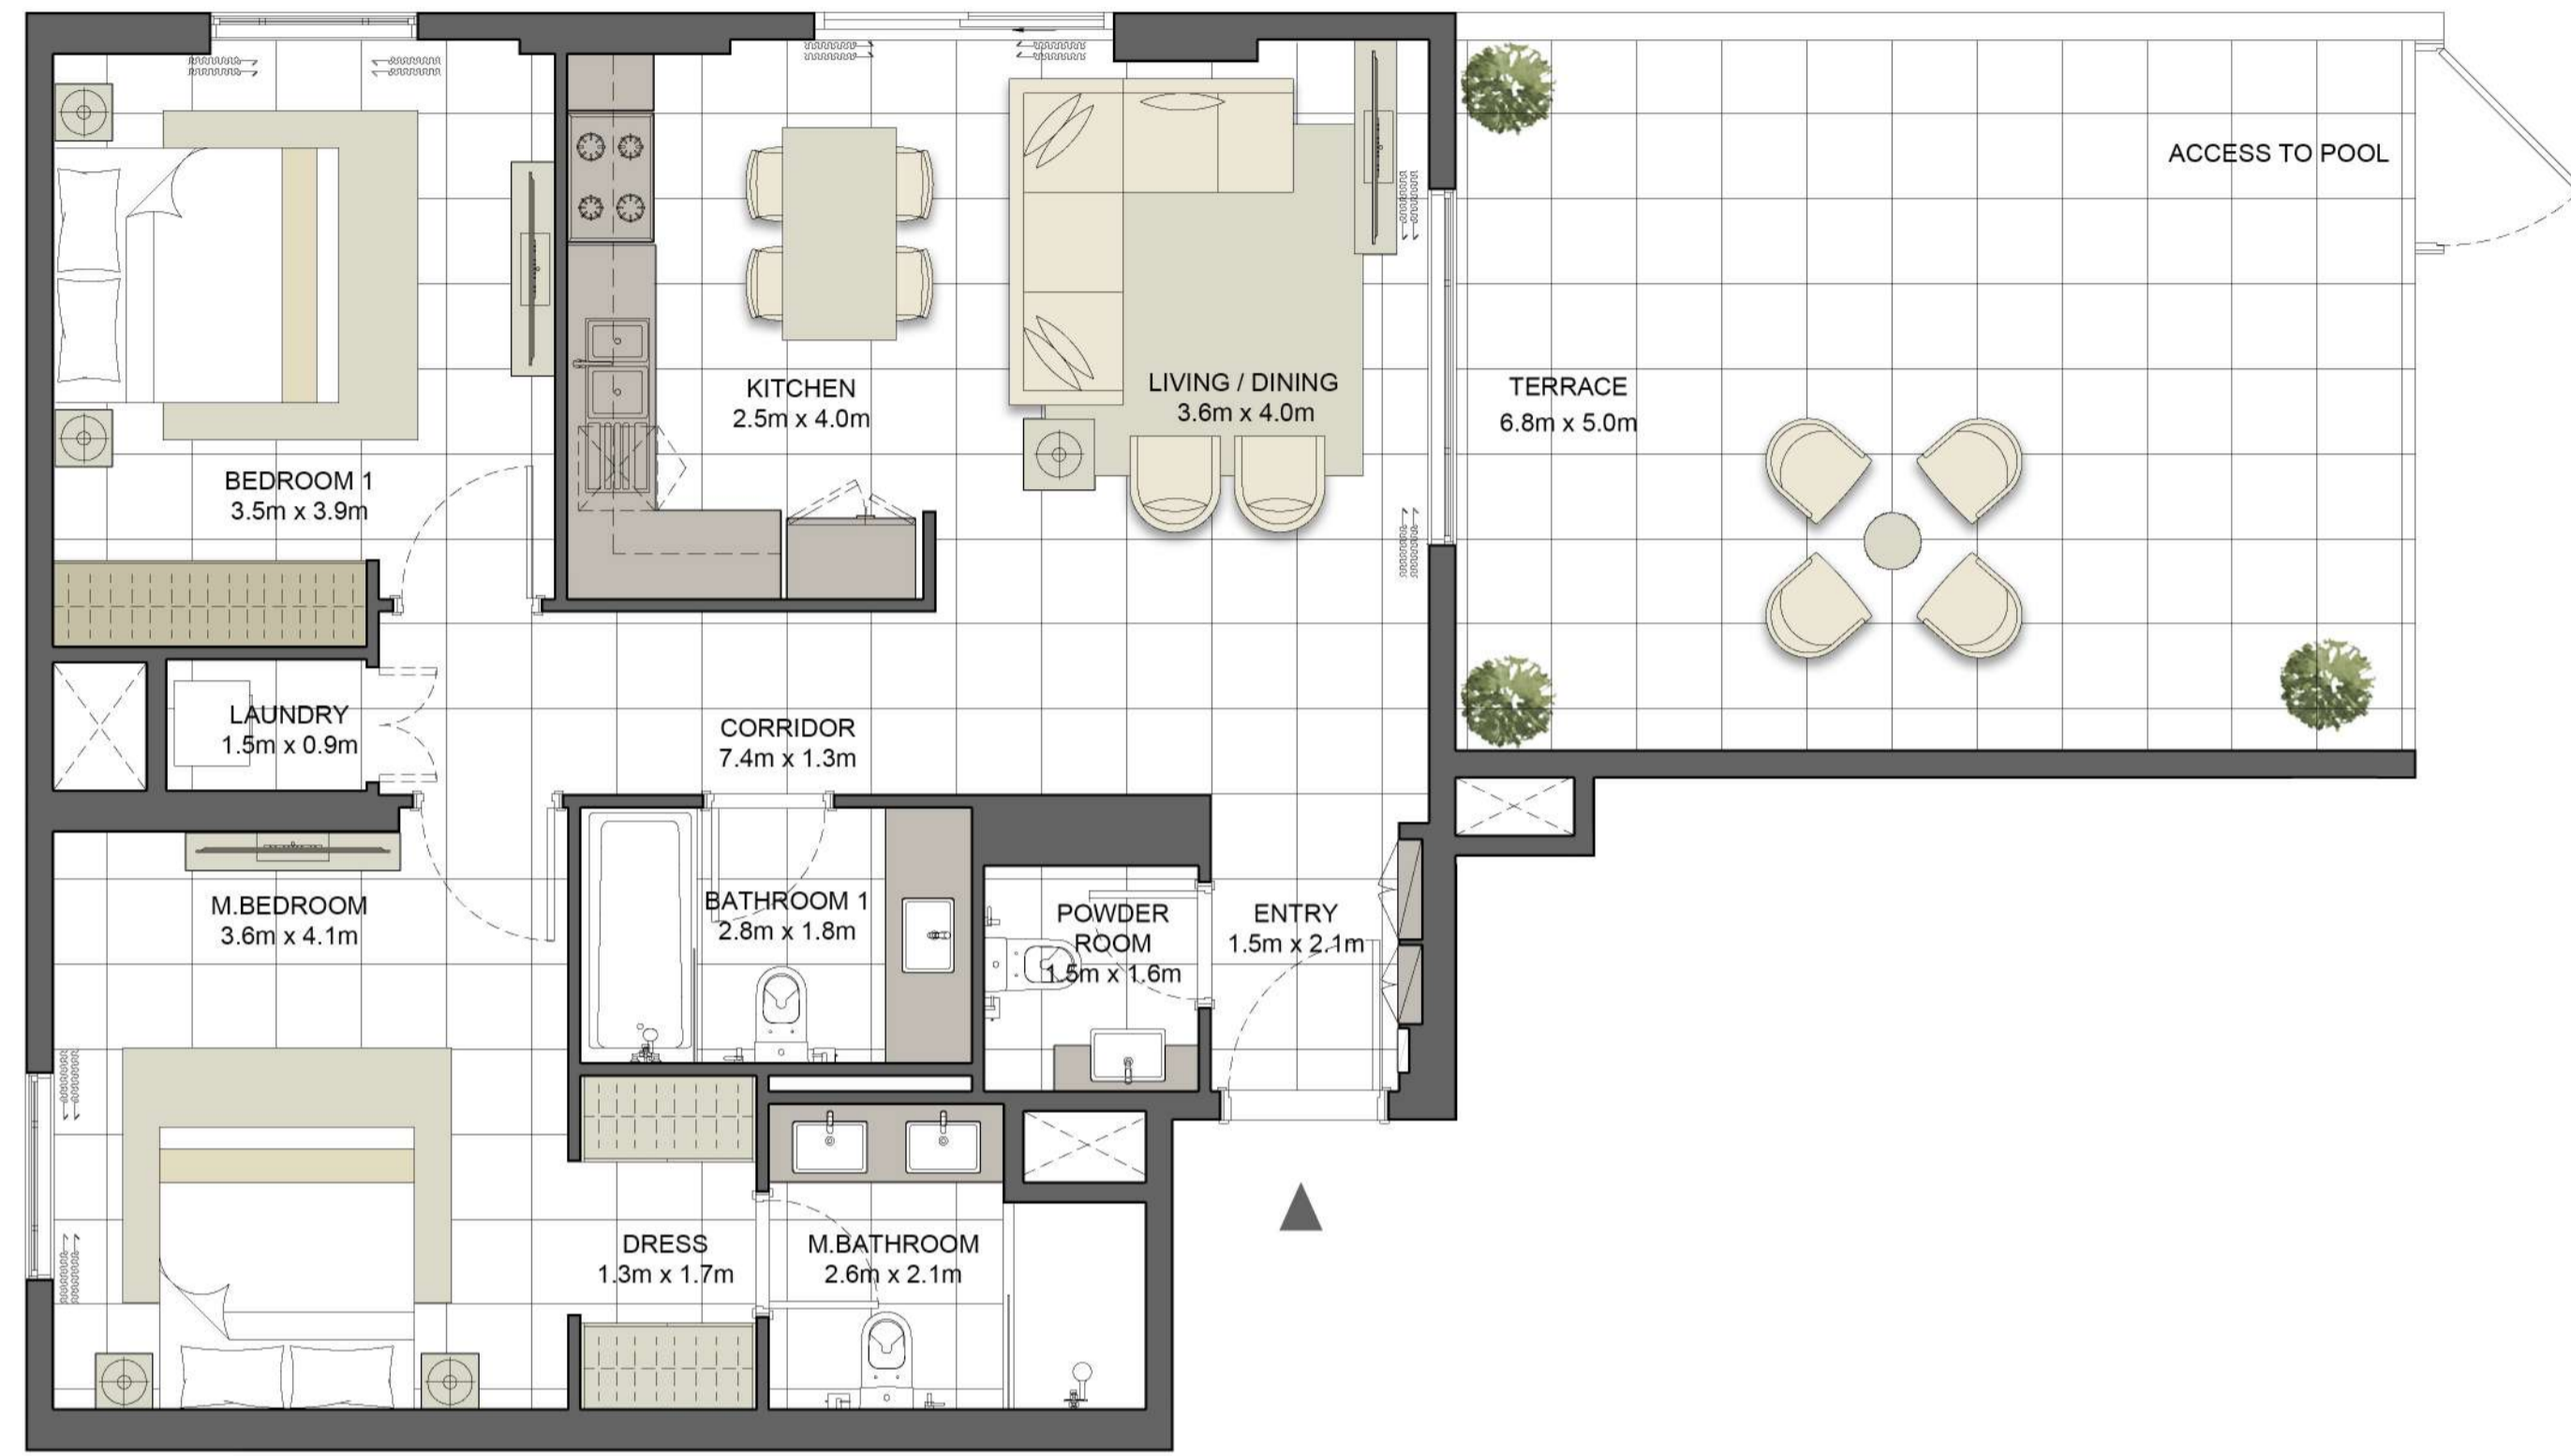 ACCESS TO POOL
KITCHEN
2.5m x 4.0m
LIVING / DINING
3.6m x 4.0m
TERRACE
6.8m x 5.0m
BEDROOM 1
3.5m x 3.9m
LAUNDRY
1.5m x 0.9m
CORRIDOR
7.4m x 1.3m
M.BEDROOM
3.6m x 4.1m
BATHROOM 1
2.8m x 1.8m
POWDER
ROOM
1.5m x 1.6m
ENTRY
1.5m x 2.1m
DRESS
1.3m x 1.7m
M.BATHROOM
2.6m x 2.1m